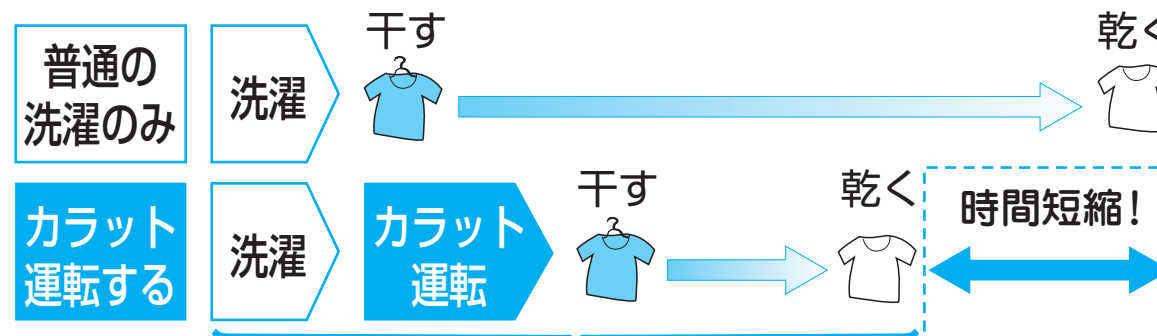 普通の
洗濯のみ
洗濯
干す
乾く
カラット
運転する
洗濯
カラット
運転
干す
乾く
時間短縮!